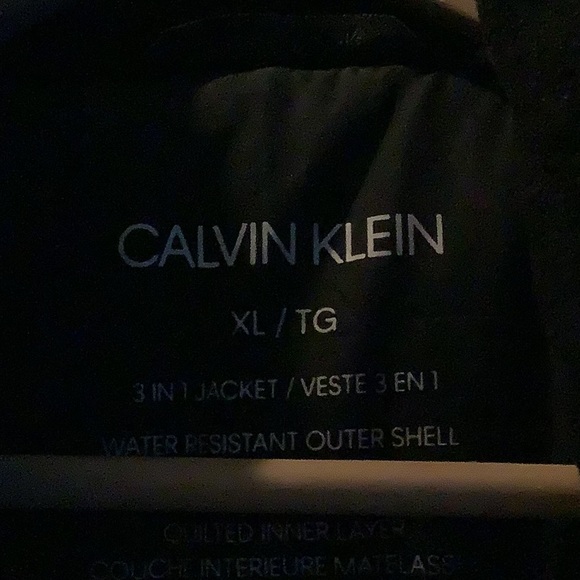 CALVIN KLEIN
XL / TG
3 IN 1 JACKET / VESTE 3 EN 1
WATER RESISTANT OUTER SHELL
QUILTED INNER LAYER
COUCHE INTERIEURE MATELASS